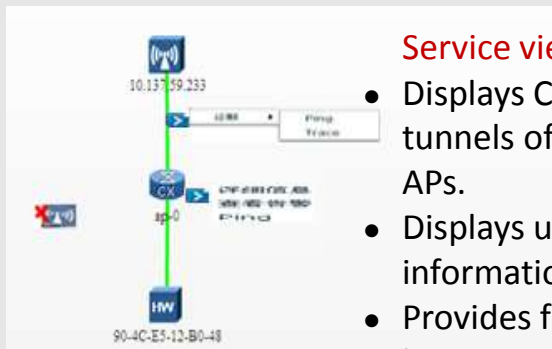 10.137.59.233
Ping
Trace
CX
ap-0
Ping
HW
90-4C-E5-12-B0-48
Service vie
Displays C
tunnels of
APs.
Displays u
informatio
Provides f